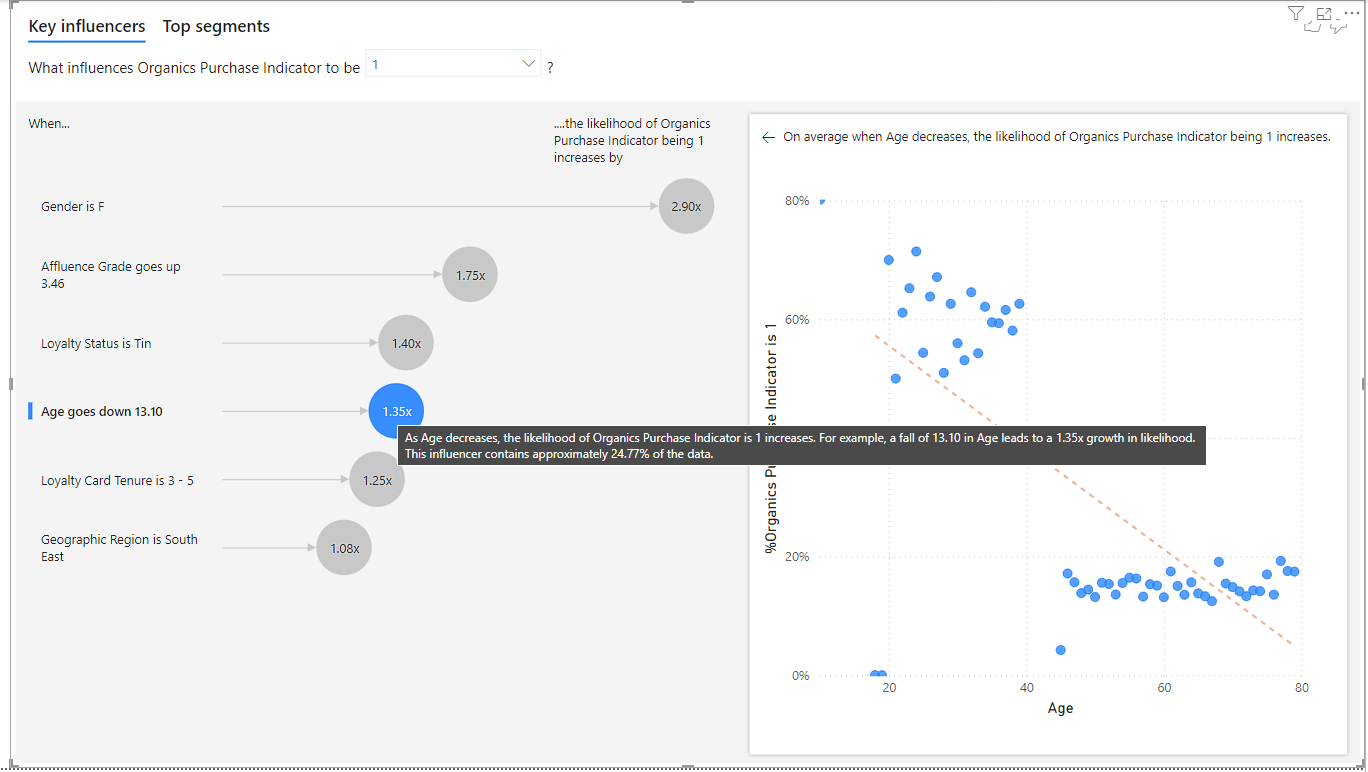 Key influencers Top segments
What influences Organics Purchase Indicator to be 1 ?
When...
....the likelihood of Organics
Purchase Indicator being 1
increases by
Gender is F
2.90x
Affluence Grade goes up
3.46
1.75x
Loyalty Status is Tin
1.40x
Age goes down 13.10
1.35x
As Age decreases, the likelihood of Organics Purchase Indicator is 1 increases. For example, a fall of 13.10 in Age leads to a 1.35x growth in likelihood.
This influencer contains approximately 24.77% of the data.
Loyalty Card Tenure is 3 - 5
1.25x
Geographic Region is South
East
1.08x
← On average when Age decreases, the likelihood of Organics Purchase Indicator being 1 increases.
%Organics Pu
se Indicator is 1
80%
60%
20%
0%
20 40 60 80
Age